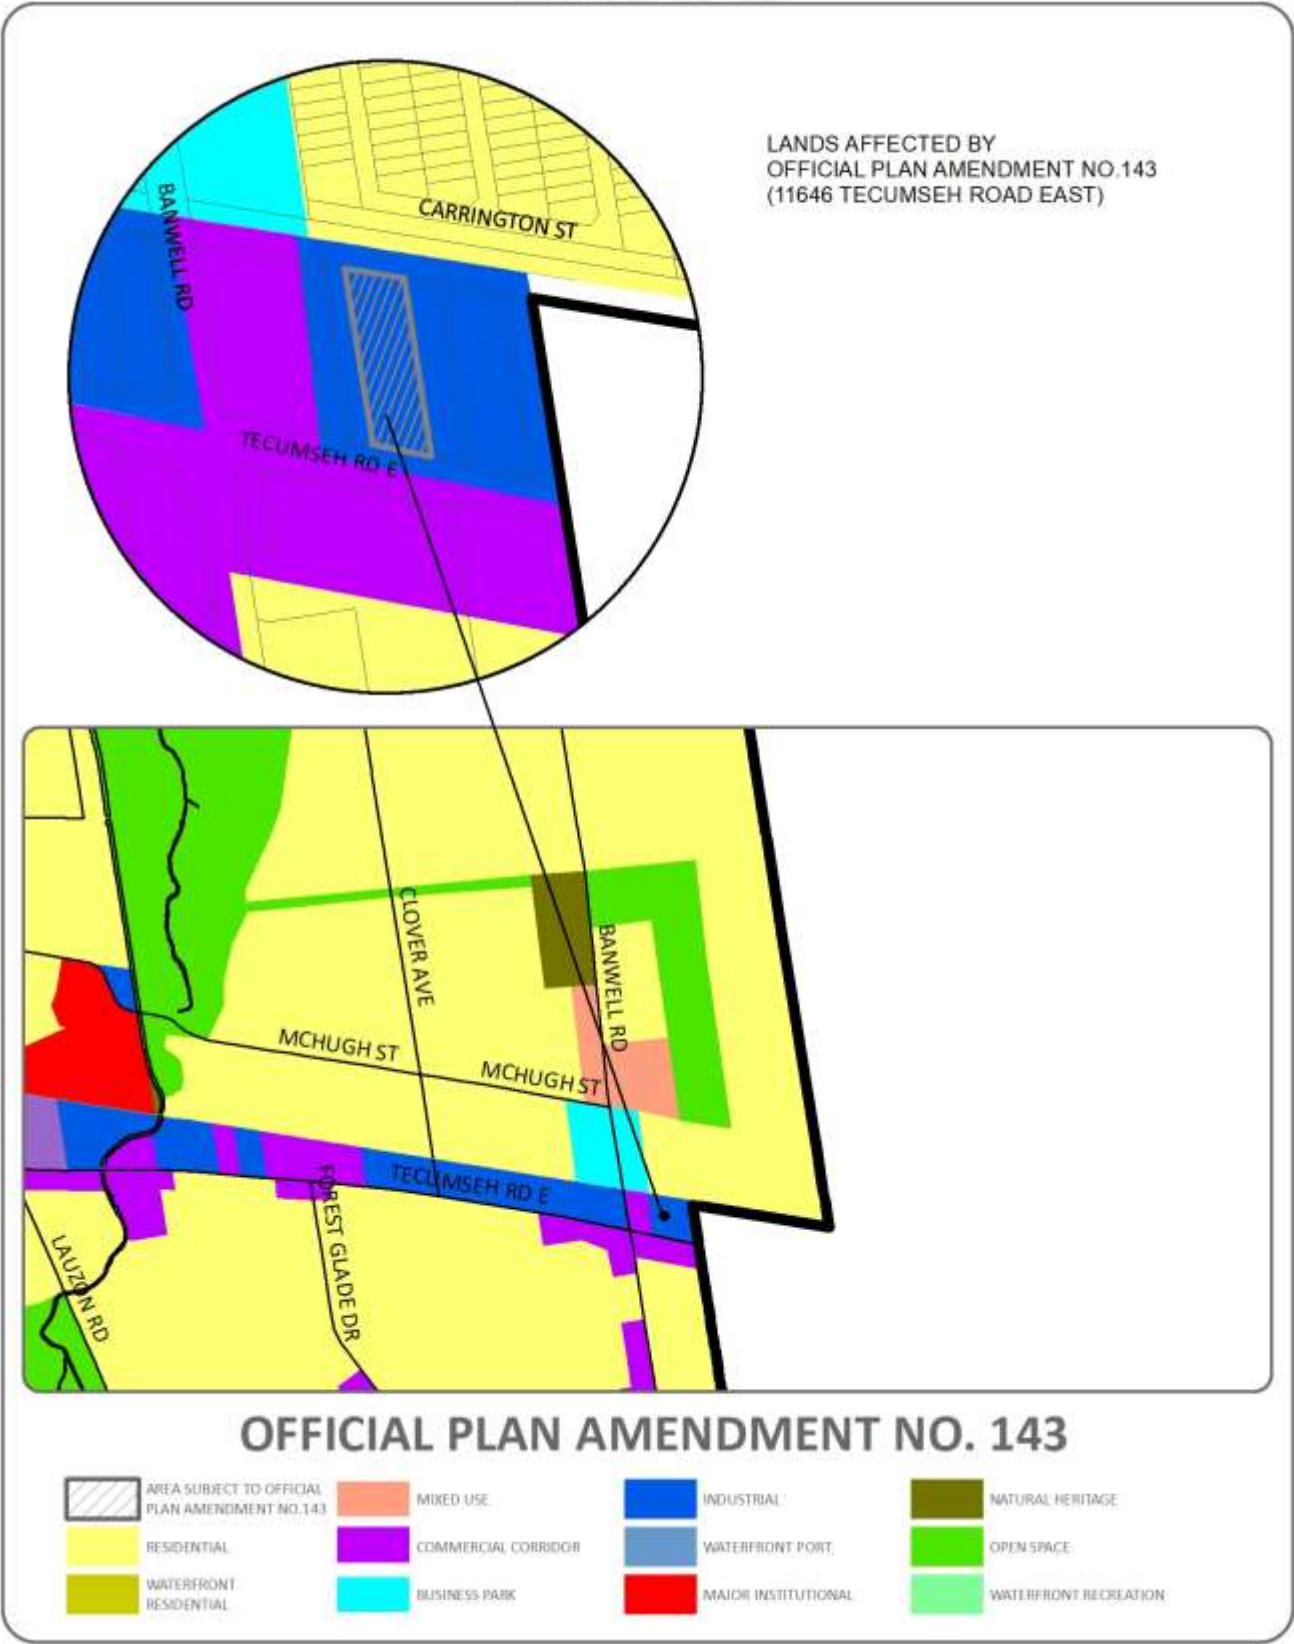 LANDS AFFECTED BY
OFFICIAL PLAN AMENDMENT NO.143
(11646 TECUMSEH ROAD EAST)
CARRINGTON ST
BANWELL RD
TECUMSEH RD E
CLOVER AVE
BANWELL RD
MCHUGH ST
MCHUGH ST
TECUMSEH RD E
FOREST GLADE DR
LAUZON RD
OFFICIAL PLAN AMENDMENT NO. 143
AREA SUBJECT TO OFFICIAL
PLAN AMENDMENT NO.143
RESIDENTIAL
WATERFRONT
RESIDENTIAL
MIXED USE
COMMERCIAL CORRIDOR
BUSINESS PARK
INDUSTRIAL
WATERFRONT PORT
MAJOR INSTITUTIONAL
NATURAL HERITAGE
OPEN SPACE
WATERFRONT RECREATION